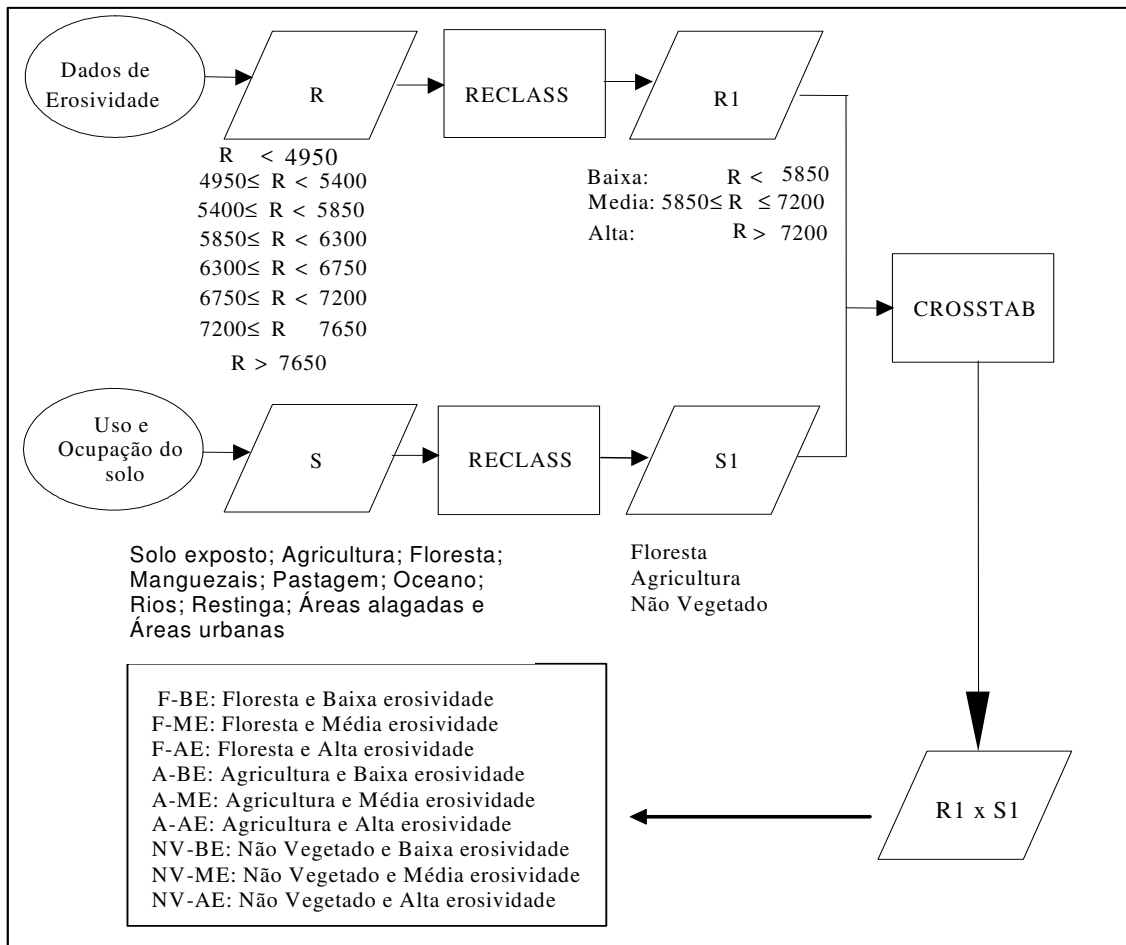 Dados de
Erosividade
R
RECLASS
R1
R < 4950
4950≤ R < 5400
5400≤ R < 5850
5850≤ R < 6300
6300≤ R < 6750
6750≤ R < 7200
7200≤ R 7650
R > 7650
Baixa: R < 5850
Media: 5850≤ R ≤ 7200
Alta: R > 7200
CROSSTAB
Uso e
Ocupação do
solo
S
RECLASS
S1
Solo exposto; Agricultura; Floresta;
Manguezais; Pastagem; Oceano;
Rios; Restinga; Áreas alagadas e
Áreas urbanas
Floresta
Agricultura
Não Vegetado
R1 x S1
F-BE: Floresta e Baixa erosividade
F-ME: Floresta e Média erosividade
F-AE: Floresta e Alta erosividade
A-BE: Agricultura e Baixa erosividade
A-ME: Agricultura e Média erosividade
A-AE: Agricultura e Alta erosividade
NV-BE: Não Vegetado e Baixa erosividade
NV-ME: Não Vegetado e Média erosividade
NV-AE: Não Vegetado e Alta erosividade